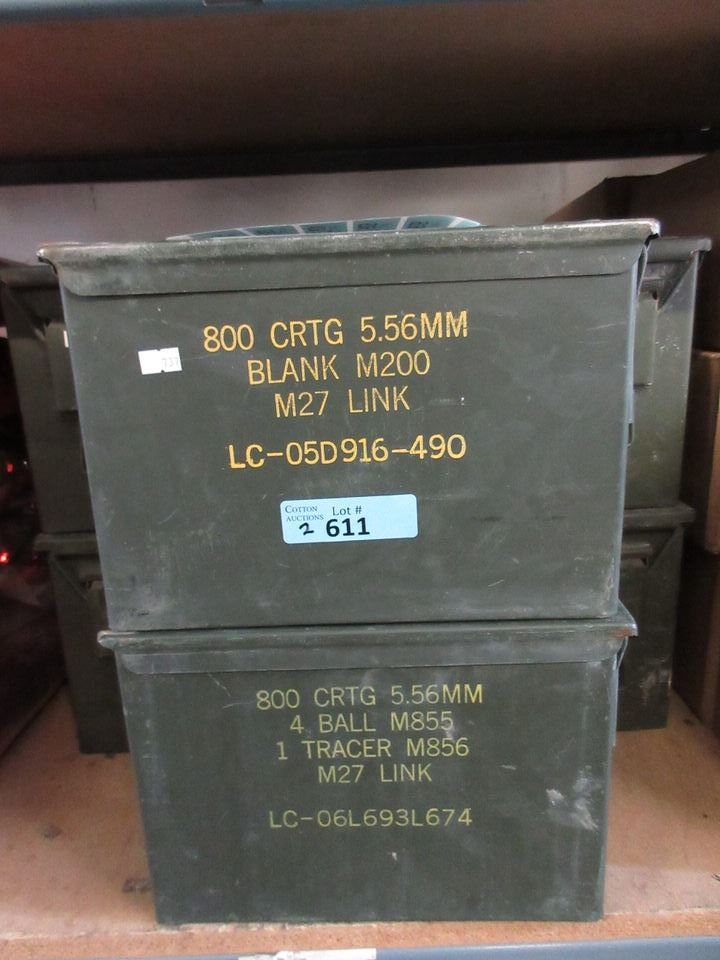 800 CRTG 5.56MM
BLANK M200
M27 LINK
LC-05D916-490
737
COTTON AUCTIONS
Lot #
2 611
800 CRTG 5.56MM
4 BALL M855
1 TRACER M856
M27 LINK
LC-06L693L674